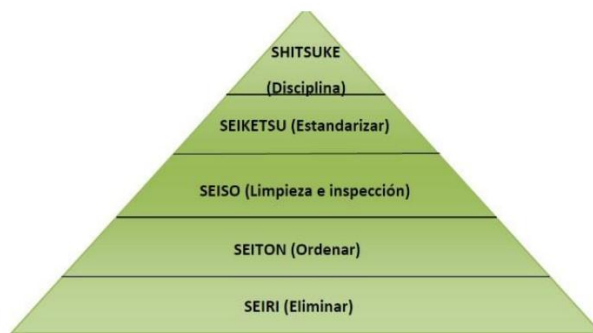 SHITSUKE
(Disciplina)
SEIKETSU (Estandarizar)
SEISO (Limpieza e inspección)
SEITON (Ordenar)
SEIRI (Eliminar)